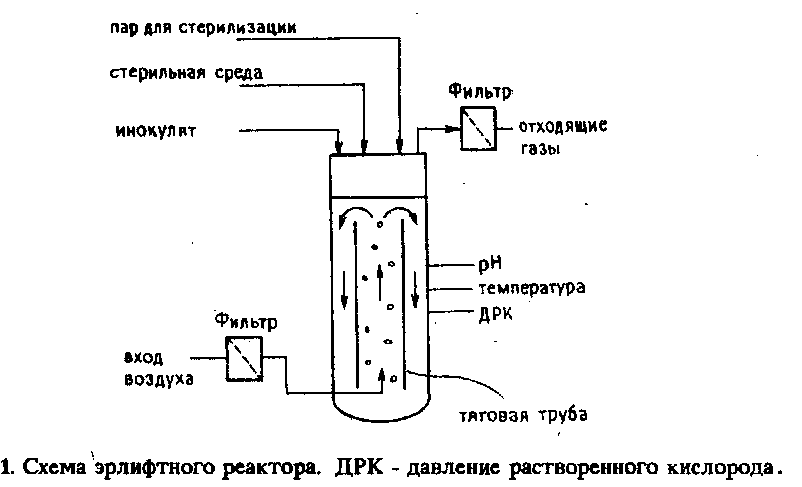 пар для стерилизации
стерильная среда
инокулят
Фильтр
отходящие
газы
pH
температура
ДРК
Фильтр
вход
воздуха
тяговая труба
1. Схема эрлифтного реактора. ДРК - давление растворенного кислорода.